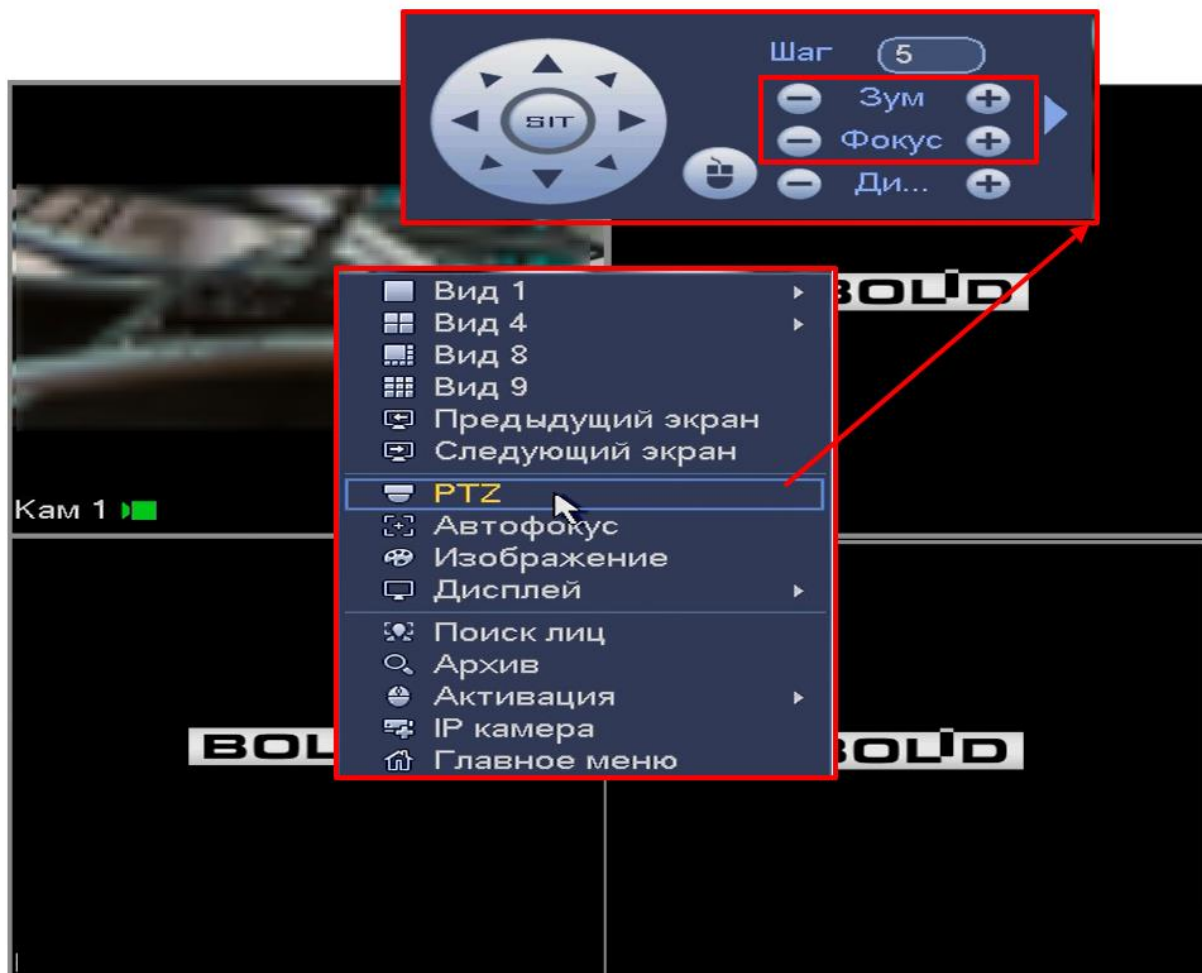 Шаг 5
Зум
SIT
Фокус
Ди...
BOLID
Вид 1
Вид 4
Вид 8
Вид 9
Предыдущий экран
Следующий экран
PTZ
Кам 1
Автофокус
Изображение
Дисплей
Поиск лиц
Архив
Активация
IP камера
BOLID
BOLID
Главное меню